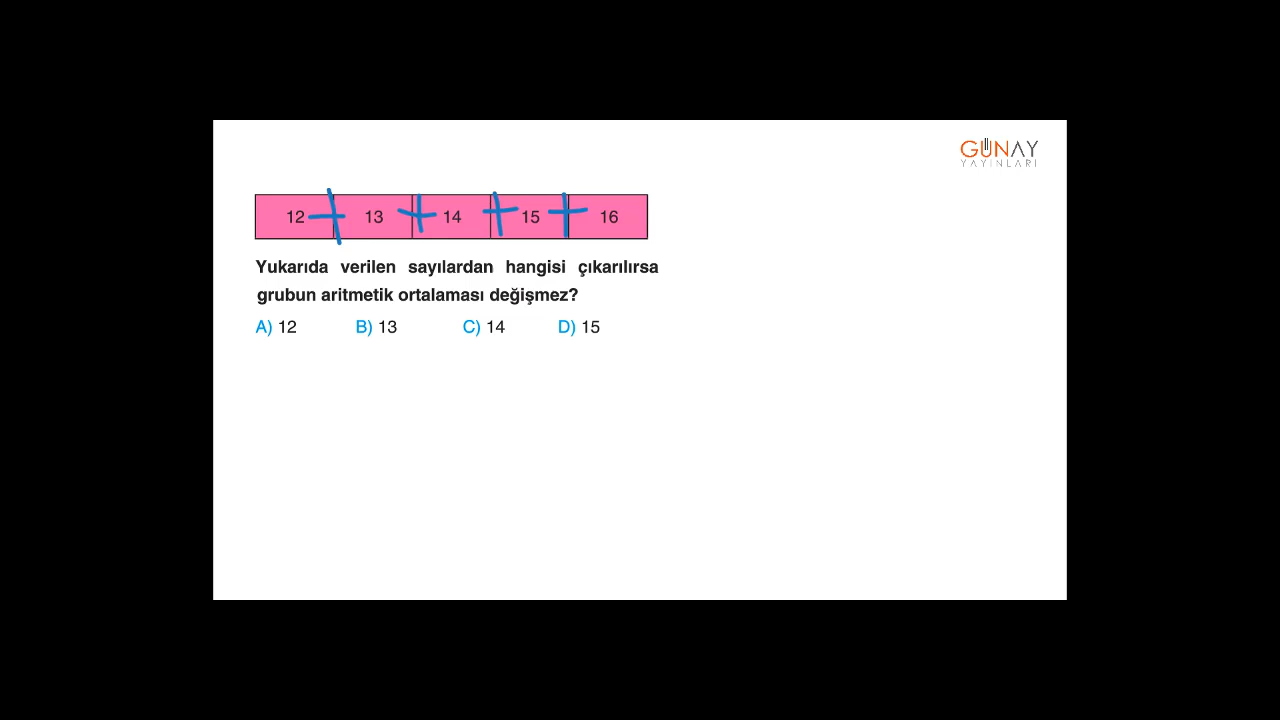 GÜNAY
YAYINLARI
12 + 13 + 14 + 15 + 16
Yukarıda verilen sayılardan hangisi çıkarılırsa
grubun aritmetik ortalaması değişmez?
A) 12 B) 13 C) 14 D) 15